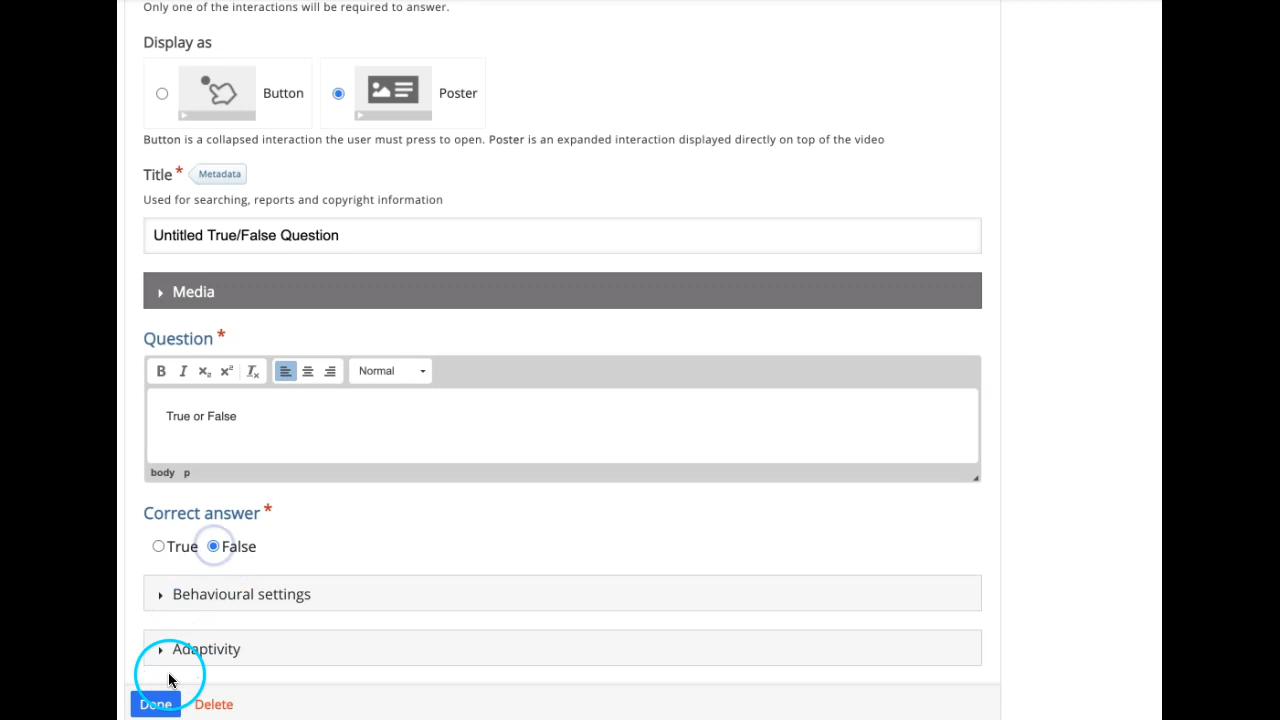 Only one of the interactions will be required to answer.
Display as
Button
Poster
Button is a collapsed interaction the user must press to open. Poster is an expanded interaction displayed directly on top of the video
Title * Metadata
Used for searching, reports and copyright information
Untitled True/False Question
Media
Question *
B I x₂ x² Tx Normal
True or False
body p
Correct answer *
True False
Behavioural settings
Adaptivity
Done Delete